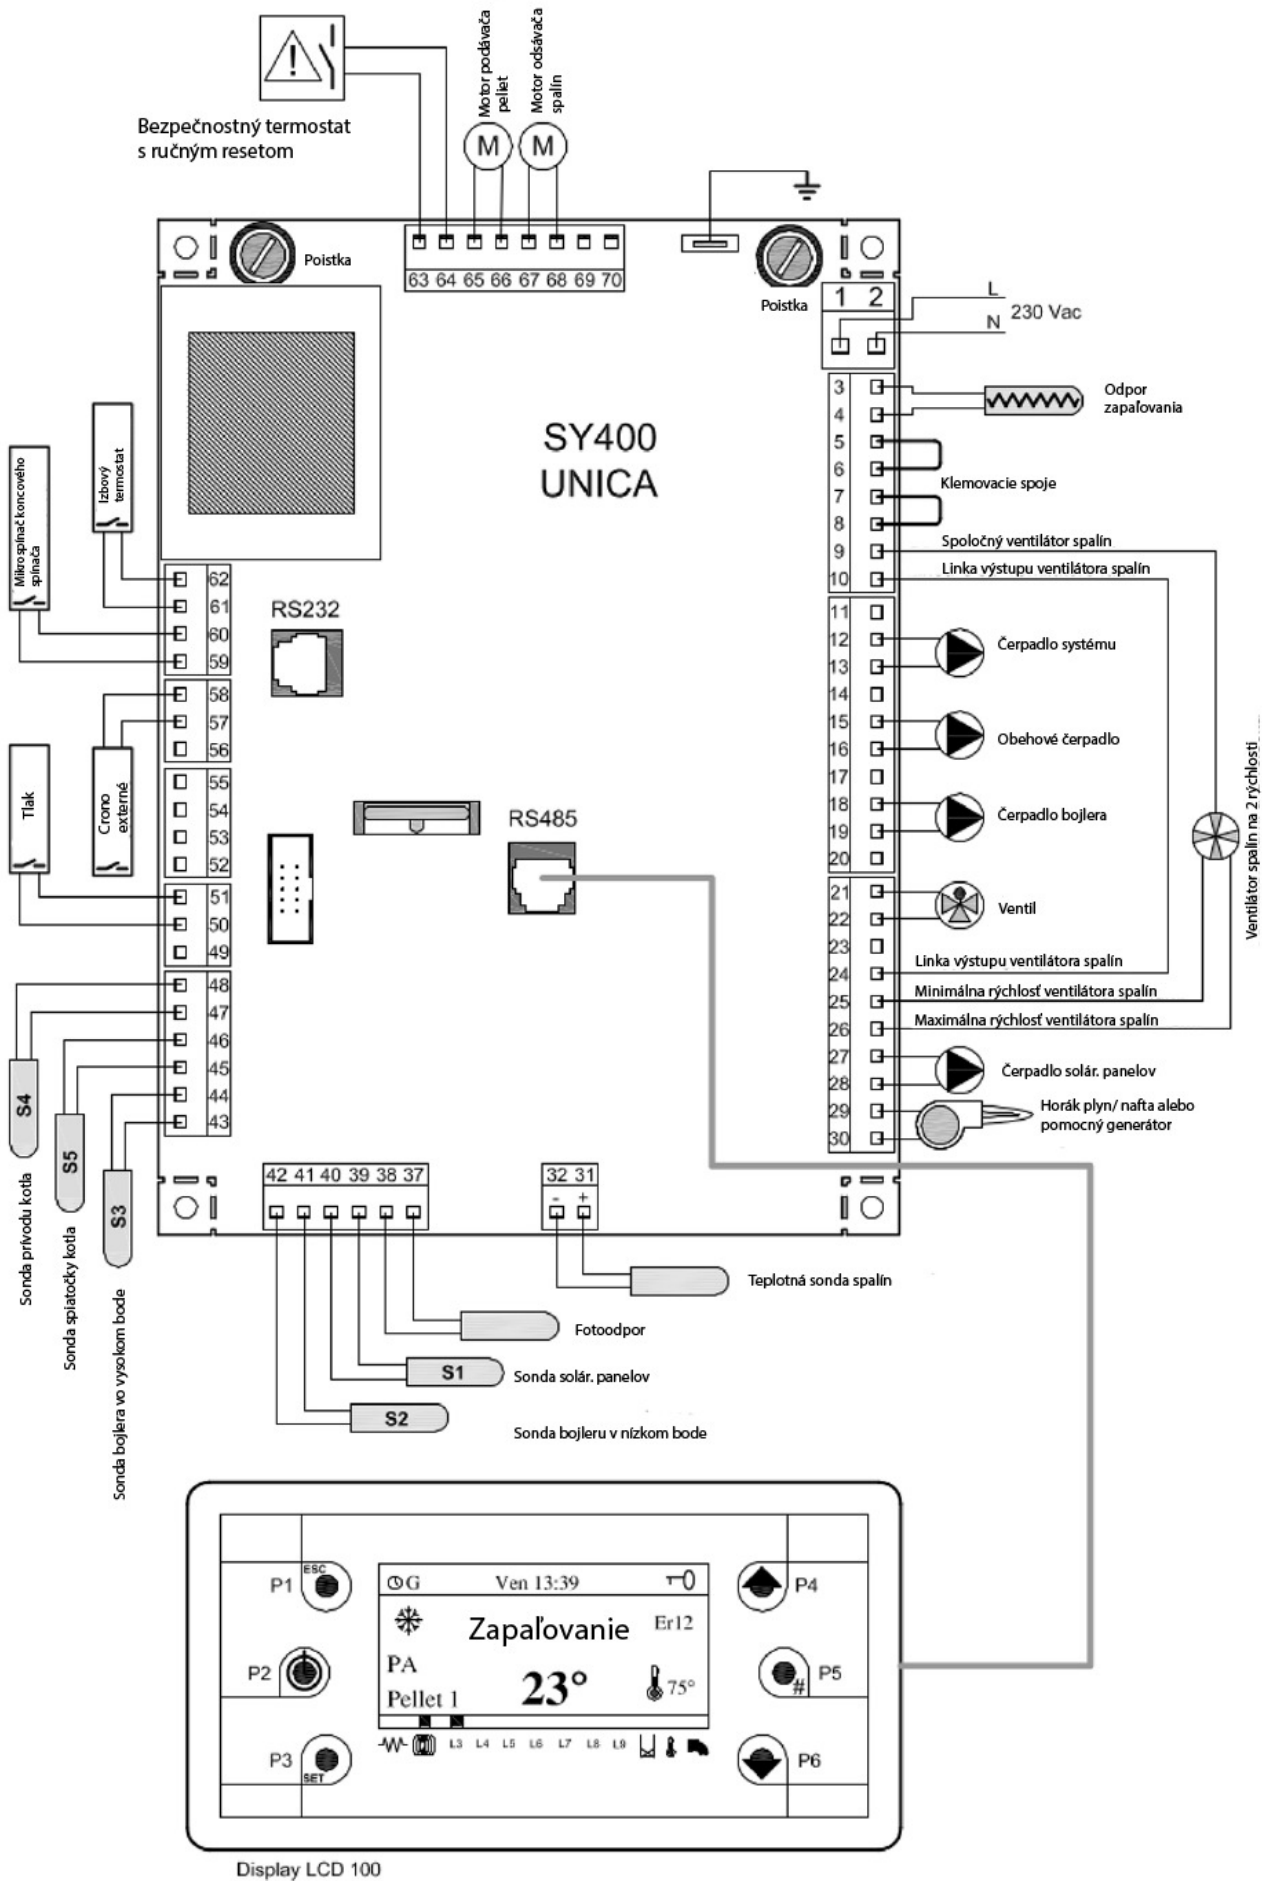 Motor podávača
peliet
Motor odsávača
spalín
Bezpečnostný termostat
s ručným resetom
M
M
Poistka
63 64 65 66 67 68 69 70
Poistka
1 2
L
N
230 Vac
SY400
UNICA
3
4
5
6
7
8
9
10
Odpor
zapaľovania
Klemovacie spoje
Spoločný ventilátor spalín
Linka výstupu ventilátora spalín
Izbový
termostat
Mikrospínač koncového
spínača
62
61
60
59
58
57
56
55
54
53
52
51
50
49
48
47
46
45
44
43
RS232
RS485
Tlak
Crono
externé
11
12
13
14
15
16
17
18
19
20
21
22
23
24
25
26
27
28
29
30
Čerpadlo systému
Obehové čerpadlo
Čerpadlo bojlera
Ventil
Ventilátor spalín na 2 rýchlosti
Linka výstupu ventilátora spalín
Minimálna rýchlosť ventilátora spalín
Maximálna rýchlosť ventilátora spalín
Čerpadlo solár. panelov
Horák plyn/ nafta alebo
pomocný generátor
S4
S5
S3
Sonda prívodu kotla
Sonda spiatočky kotla
Sonda bojlera vo vysokom bode
42 41 40 39 38 37
32 31
- +
Teplotná sonda spalín
Fotoodpor
S1
Sonda solár. panelov
S2
Sonda bojleru v nízkom bode
P1
ESC
P2
P3
SET
G
Ven 13:39
Zapaľovanie
Er12
PA
23°
75°
Pellet 1
L3 L4 L5 L6 L7 L8 L9
P4
P5
#
P6
Display LCD 100